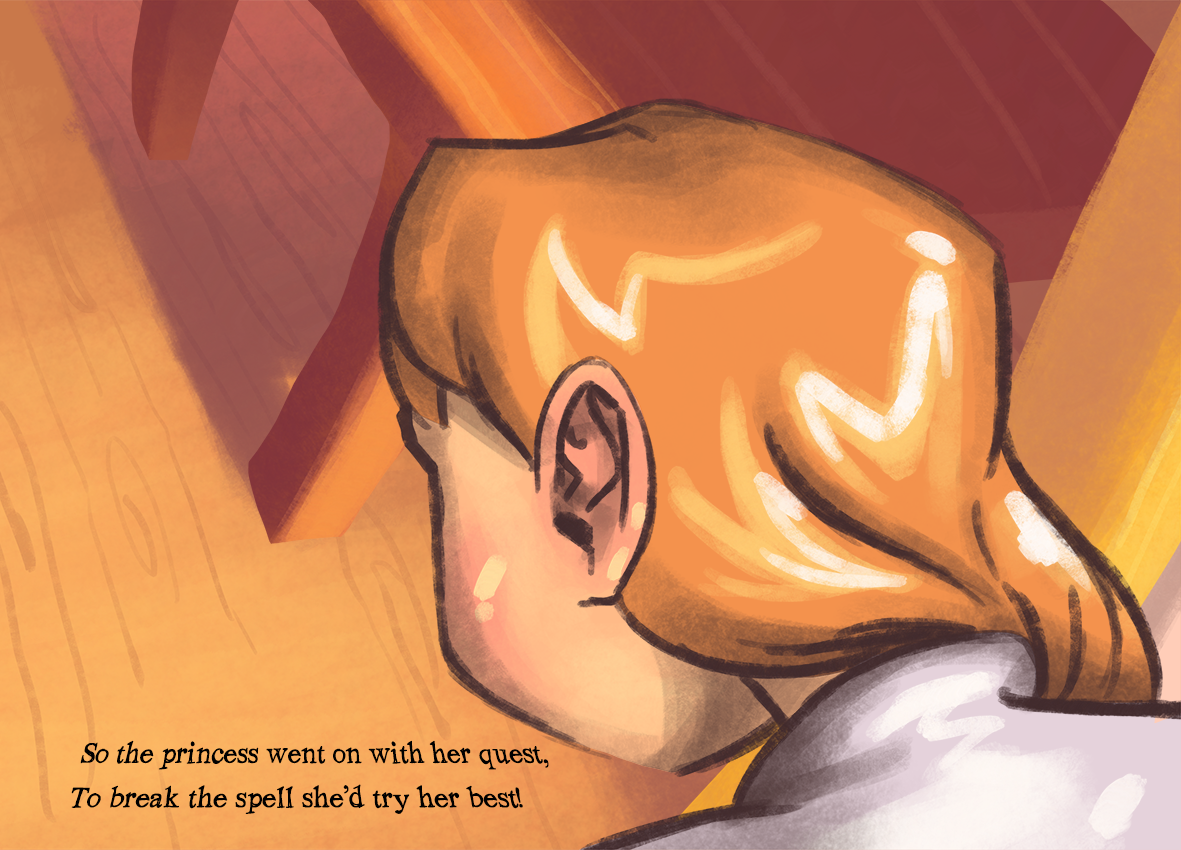 So the princess went on with her quest,
To break the spell she'd try her best!